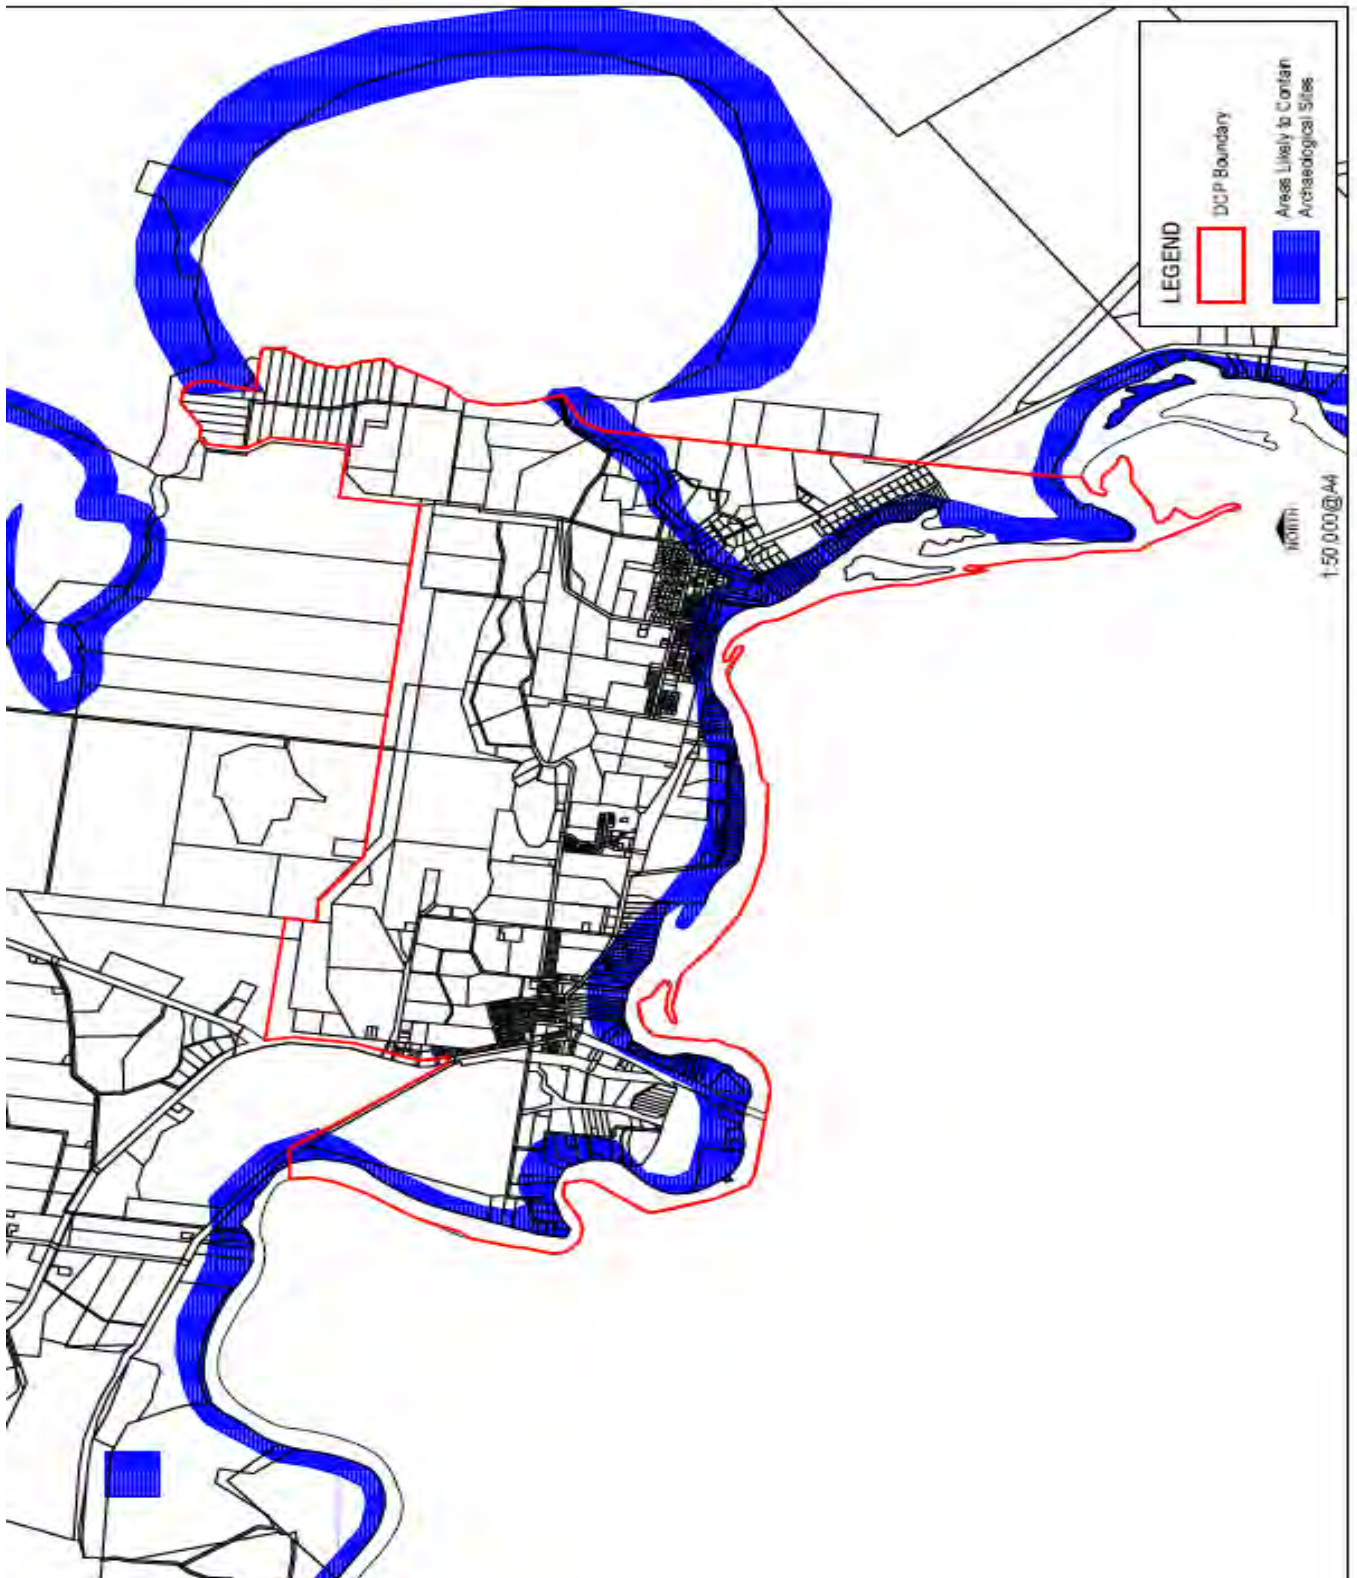 LEGEND
DCP Boundary
Areas Likely to Contain
Archaeological Sites
NORTH
1:50,000@A4